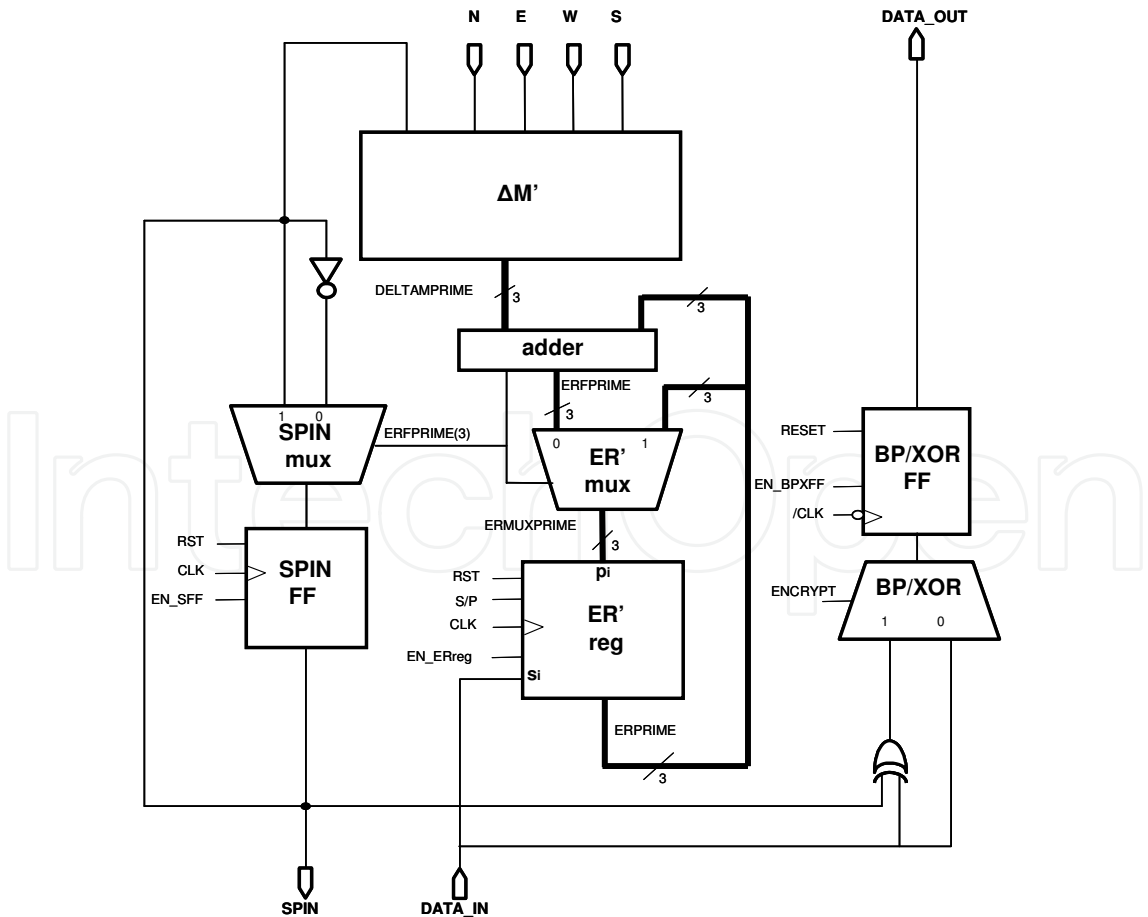 N E W S
DATA_OUT
ΔM'
DELTAMPRIME
3
3
adder
ERFPRIME
3
3
1 0
SPIN
mux
ERFPRIME(3)
0 1
ER'
mux
RESET
EN_BPXFF
/CLK
BP/XOR
FF
ERMUXPRIME
3
RST
CLK
EN_SFF
SPIN
FF
RST
S/P
CLK
EN_ERreg
pi
ER'
reg
si
ENCRYPT
BP/XOR
1 0
ERPRIME
3
SPIN
DATA_IN
IntechOpen